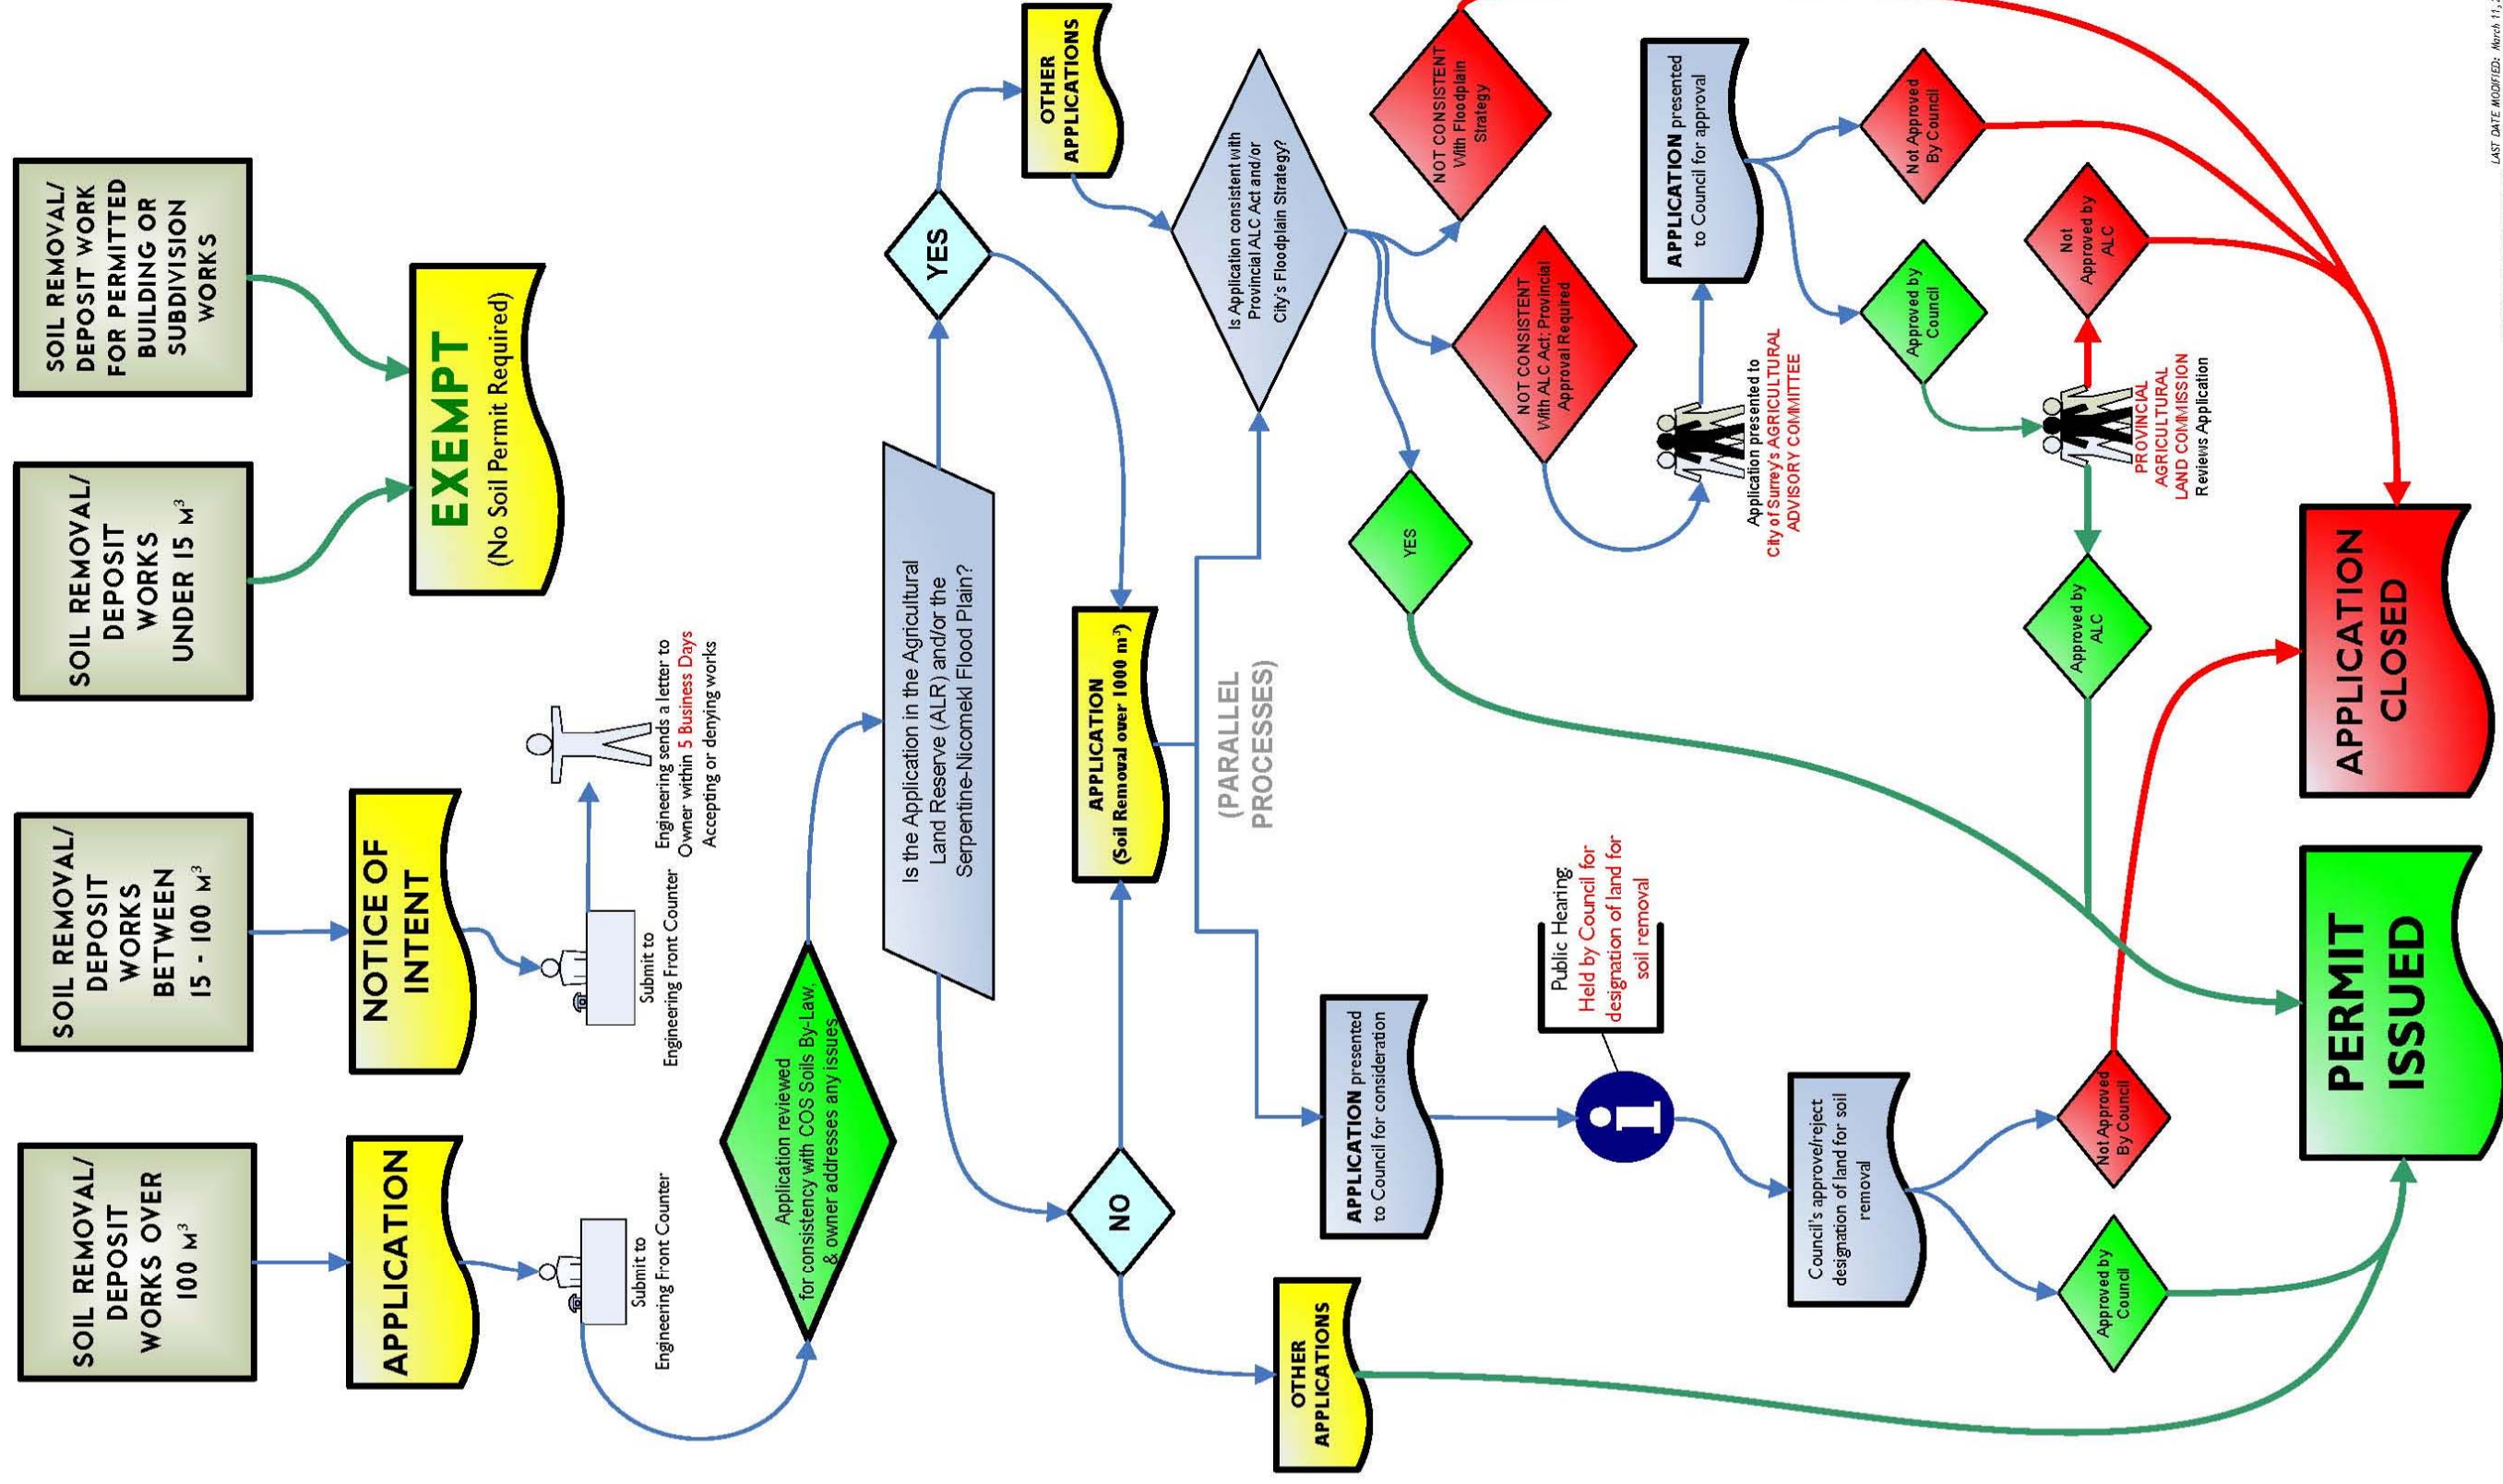 SOIL REMOVAL/
DEPOSIT
WORKS OVER
100 M³
SOIL REMOVAL/
DEPOSIT
WORKS
BETWEEN
15 - 100 M³
SOIL REMOVAL/
DEPOSIT
WORKS
UNDER 15 M³
SOIL REMOVAL/
DEPOSIT WORK
FOR PERMITTED
BUILDING OR
SUBDIVISION
WORKS
APPLICATION
NOTICE OF
INTENT
EXEMPT
(No Soil Permit Required)
Submit to
Engineering Front Counter
Submit to
Engineering Front Counter
Engineering sends a letter to
Owner within 5 Business Days
Accepting or denying works
Application reviewed
for consistency with COS Soils By-Law,
& owner addresses any issues
Is the Application in the Agricultural
Land Reserve (ALR) and/or the
Serpentine-Nicomekl Flood Plain?
YES
NO
OTHER
APPLICATIONS
APPLICATION
(Soil Removal over 1000 m³)
(PARALLEL
PROCESSES)
Is Application consistent with
Provincial ALC Act and/or
City's Floodplain Strategy?
OTHER
APPLICATIONS
APPLICATION presented
to Council for consideration
YES
NOT CONSISTENT
With ALC Act; Provincial
Approval Required
NOT CONSISTENT
With Floodplain
Strategy
Public Hearing:
Held by Council for
designation of land for
soil removal
i
Application presented to
City of Surrey's AGRICULTURAL
ADVISORY COMMITTEE
APPLICATION presented
to Council for approval
Council's approve/reject
designation of land for soil
removal
Approved by
Council
Not Approved
By Council
Approved by
Council
Not Approved
By Council
Approved by
ALC
PROVINCIAL
AGRICULTURAL
LAND COMMISSION
Reviews Application
Not
Approved by
ALC
PERMIT
ISSUED
APPLICATION
CLOSED
LAST DATE MODIFIED: March 11,